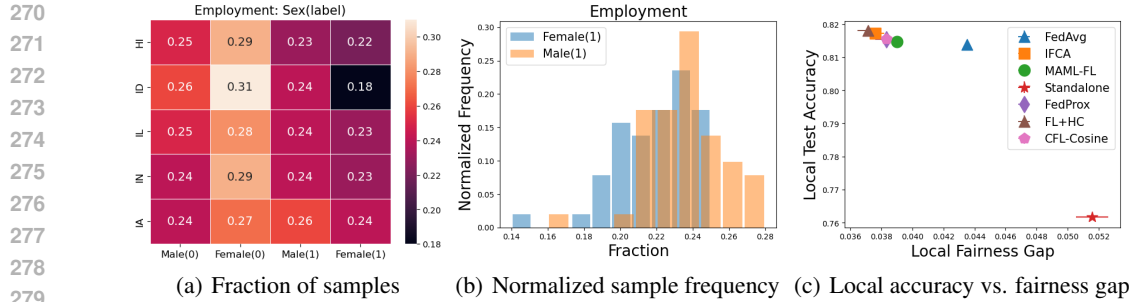 270
271
272
273
274
275
276
277
278
279
Employment: Sex(label)
HI 0.25 0.29 0.23 0.22
ID 0.26 0.31 0.24 0.18
IL 0.25 0.28 0.24 0.23
IN 0.24 0.29 0.24 0.23
IA 0.24 0.27 0.26 0.24
Male(0) Female(0) Male(1) Female(1)
0.30
0.28
0.26
0.24
0.22
0.20
0.18
(a) Fraction of samples
Employment
Female(1)
Male(1)
Normalized Frequency
0.30
0.25
0.20
0.15
0.10
0.05
0.00
0.14 0.16 0.18 0.20 0.22 0.24 0.26 0.28
Fraction
(b) Normalized sample frequency
Local Test Accuracy
0.82
0.81
0.80
0.79
0.78
0.77
0.76
FedAvg
IFCA
MAML-FL
Standalone
FedProx
FL+HC
CFL-Cosine
0.036 0.038 0.040 0.042 0.044 0.046 0.048 0.050 0.052
Local Fairness Gap
(c) Local accuracy vs. fairness gap